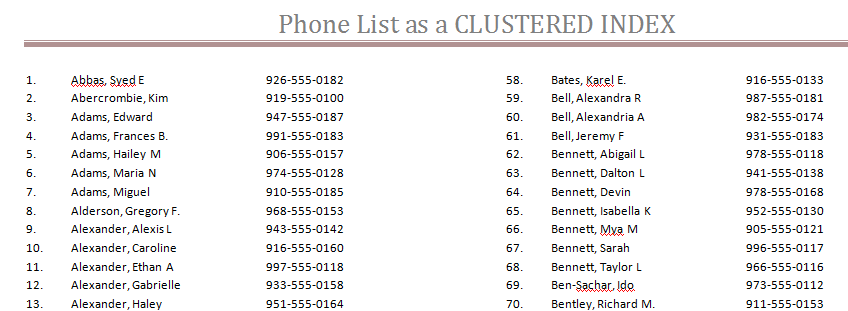 Phone List as a CLUSTERED INDEX
1. Abbas, Syed E 926-555-0182
2. Abercrombie, Kim 919-555-0100
3. Adams, Edward 947-555-0187
4. Adams, Frances B. 991-555-0183
5. Adams, Hailey M 906-555-0157
6. Adams, Maria N 974-555-0128
7. Adams, Miguel 910-555-0185
8. Alderson, Gregory F. 968-555-0153
9. Alexander, Alexis L 943-555-0142
10. Alexander, Caroline 916-555-0160
11. Alexander, Ethan A 997-555-0118
12. Alexander, Gabrielle 933-555-0158
13. Alexander, Haley 951-555-0164
58. Bates, Karel E. 916-555-0133
59. Bell, Alexandra R 987-555-0181
60. Bell, Alexandria A 982-555-0174
61. Bell, Jeremy F 931-555-0183
62. Bennett, Abigail L 978-555-0118
63. Bennett, Dalton L 941-555-0138
64. Bennett, Devin 978-555-0168
65. Bennett, Isabella K 952-555-0130
66. Bennett, Mya M 905-555-0121
67. Bennett, Sarah 996-555-0117
68. Bennett, Taylor L 966-555-0116
69. Ben-Sachar, Ido 973-555-0112
70. Bentley, Richard M. 911-555-0153